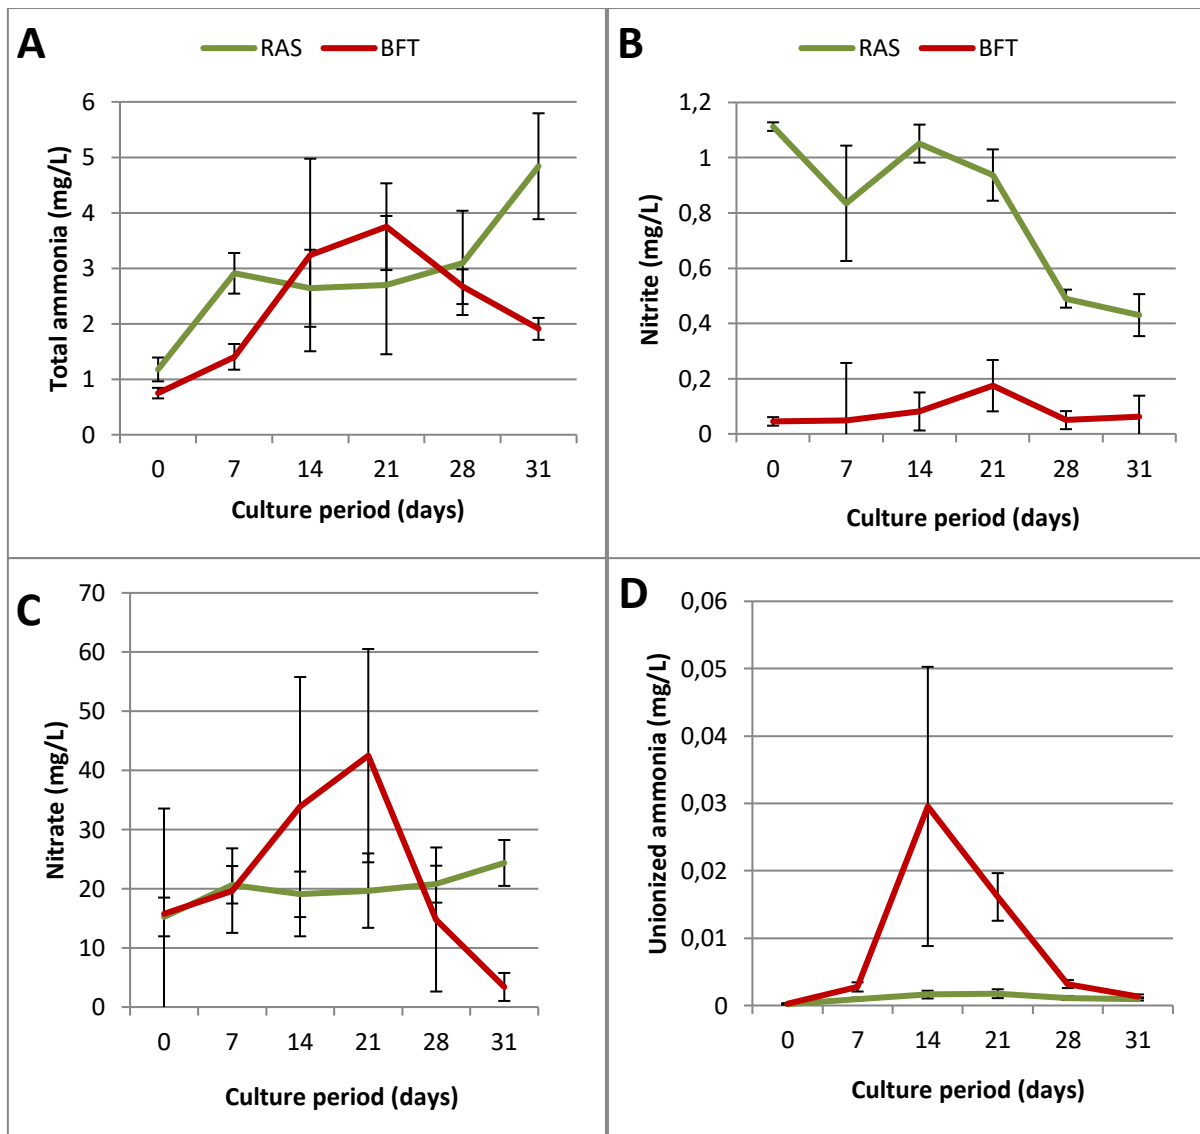 A
RAS BFT
Total ammonia (mg/L)
6
5
4
3
2
1
0
0 7 14 21 28 31
Culture period (days)
B
RAS BFT
Nitrite (mg/L)
1,2
1
0,8
0,6
0,4
0,2
0
0 7 14 21 28 31
Culture period (days)
C
Nitrate (mg/L)
70
60
50
40
30
20
10
0
0 7 14 21 28 31
Culture period (days)
D
Unionized ammonia (mg/L)
0,06
0,05
0,04
0,03
0,02
0,01
0
0 7 14 21 28 31
Culture period (days)